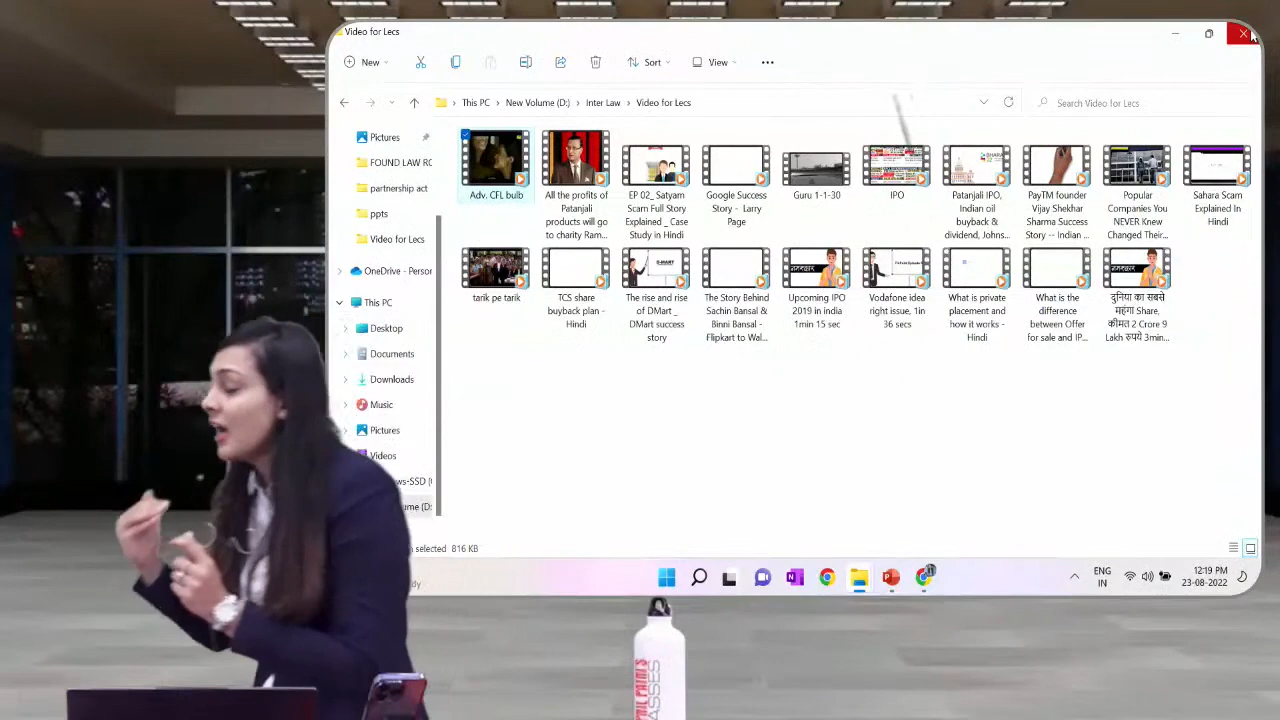 Video for Lecs
New
Sort
View
This PC
New Volume (D:)
Inter Law
Video for Lecs
Search Video for Lecs
Pictures
FOUND LAW RC
partnership act
ppts
Video for Lecs
OneDrive - Person
This PC
Desktop
Documents
Downloads
Music
Pictures
Videos
ws-SSD (
ume (D:
Adv. CFL bulb
All the profits of
Patanjali
products will go
to charity Ram...
EP 02_ Satyam
Scam Full Story
Explained _ Case
Study in Hindi
Google Success
Story - Larry
Page
Guru 1-1-30
IPO
Patanjali IPO,
Indian oil
buyback &
dividend, Johns...
PayTM founder
Vijay Shekhar
Sharma Success
Story -- Indian ...
Popular
Companies You
NEVER Knew
Changed Their...
Sahara Scam
Explained In
Hindi
tarik pe tarik
TCS share
buyback plan -
Hindi
The rise and rise
of DMart _
DMart success
story
The Story Behind
Sachin Bansal &
Binni Bansal -
Flipkart to Wal...
Upcoming IPO
2019 in india
1min 15 sec
Vodafone idea
right issue, 1in
36 secs
What is private
placement and
how it works -
Hindi
What is the
difference
between Offer
for sale and IP...
दुनिया का सबसे
महंगा Share,
कीमत 2 Crore 9
Lakh रुपये 3min...
selected 816 KB
ENG
IN
12:19 PM
23-08-2022